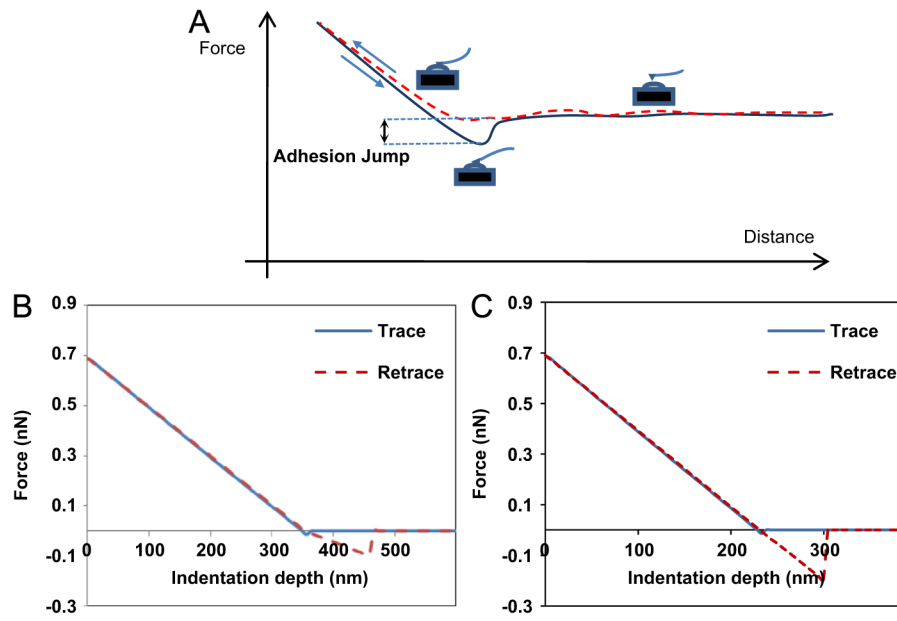 A
Force
Adhesion Jump
Distance
B
0.9
0.7
0.5
0.3
0.1
-0.1
-0.3
Force (nN)
Trace
Retrace
0 100 200 300 400 500
Indentation depth (nm)
C
0.9
0.7
0.5
0.3
0.1
-0.1
-0.3
Force (nN)
Trace
Retrace
0 100 200 300
Indentation depth (nm)